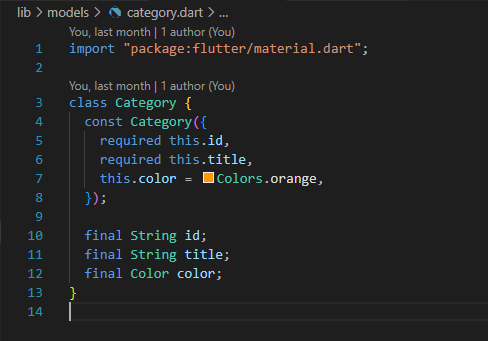 lib > models > category.dart > ...
You, last month | 1 author (You)
1 import "package:flutter/material.dart";
2
You, last month | 1 author (You)
3 class Category {
4   const Category({
5     required this.id,
6     required this.title,
7     this.color = Colors.orange,
8   });
9
10   final String id;
11   final String title;
12   final Color color;
13 }
14